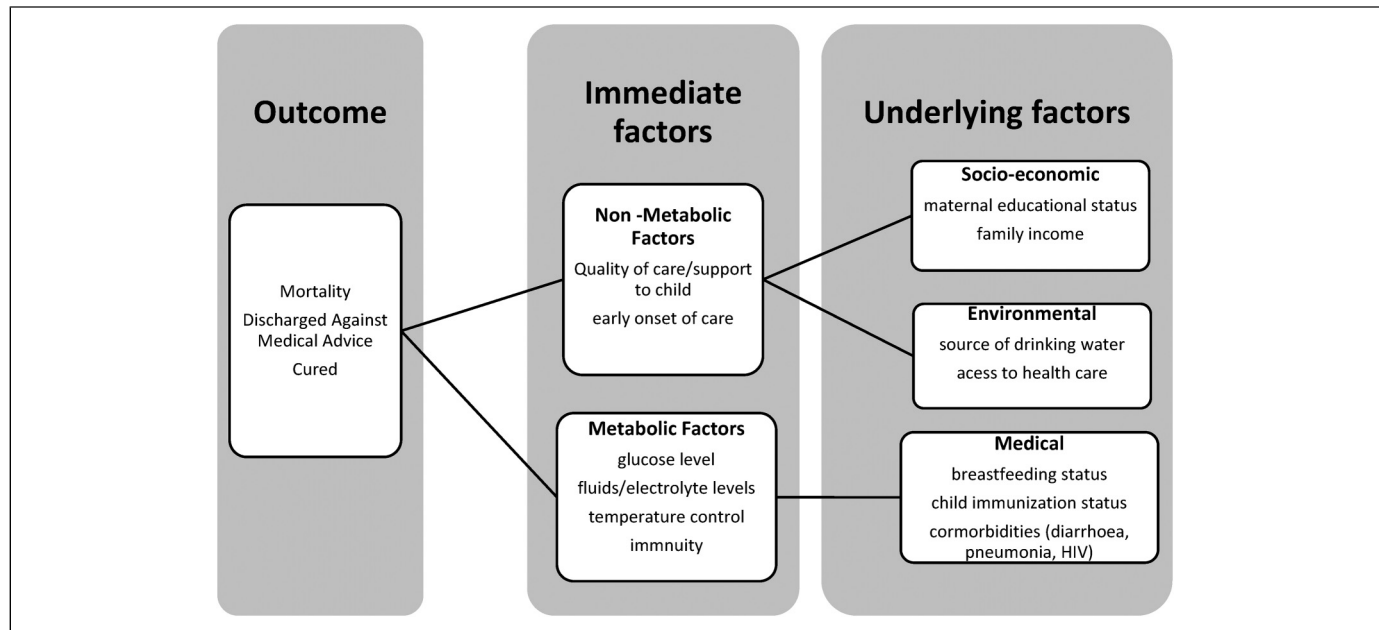 Outcome
Mortality
Discharged Against
Medical Advice
Cured
Immediate
factors
Non -Metabolic
Factors
Quality of care/support
to child
early onset of care
Metabolic Factors
glucose level
fluids/electrolyte levels
temperature control
immnuity
Underlying factors
Socio-economic
maternal educational status
family income
Environmental
source of drinking water
acess to health care
Medical
breastfeeding status
child immunization status
cormorbidities (diarrhoea,
pneumonia, HIV)